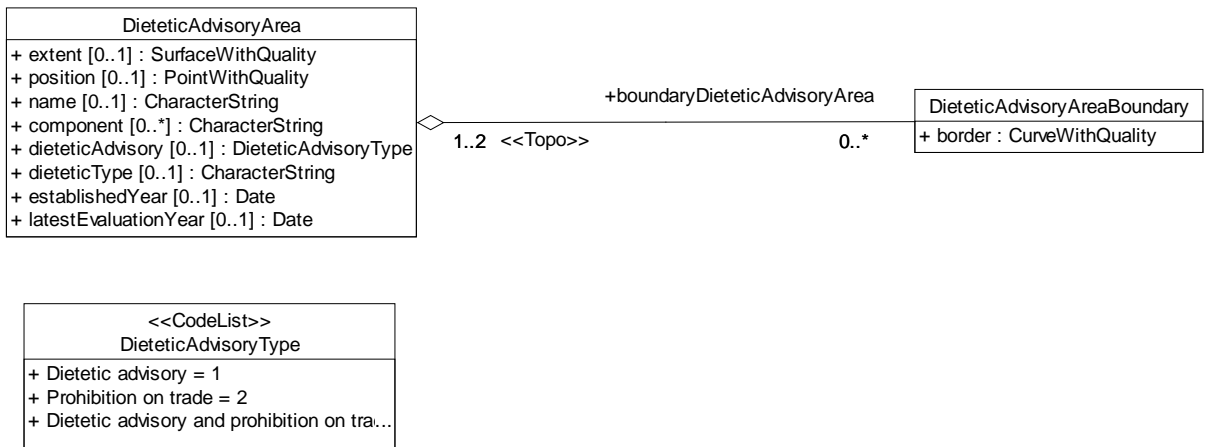 DieteticAdvisoryArea
+ extent [0..1] : SurfaceWithQuality
+ position [0..1] : PointWithQuality
+ name [0..1] : CharacterString
+ component [0..*] : CharacterString
+ dieteticAdvisory [0..1] : DieteticAdvisoryType
+ dieteticType [0..1] : CharacterString
+ establishedYear [0..1] : Date
+ latestEvaluationYear [0..1] : Date
+boundaryDieteticAdvisoryArea
1..2 <<Topo>> 0..*
DieteticAdvisoryAreaBoundary
+ border : CurveWithQuality
<<CodeList>>
DieteticAdvisoryType
+ Dietetic advisory = 1
+ Prohibition on trade = 2
+ Dietetic advisory and prohibition on tra...